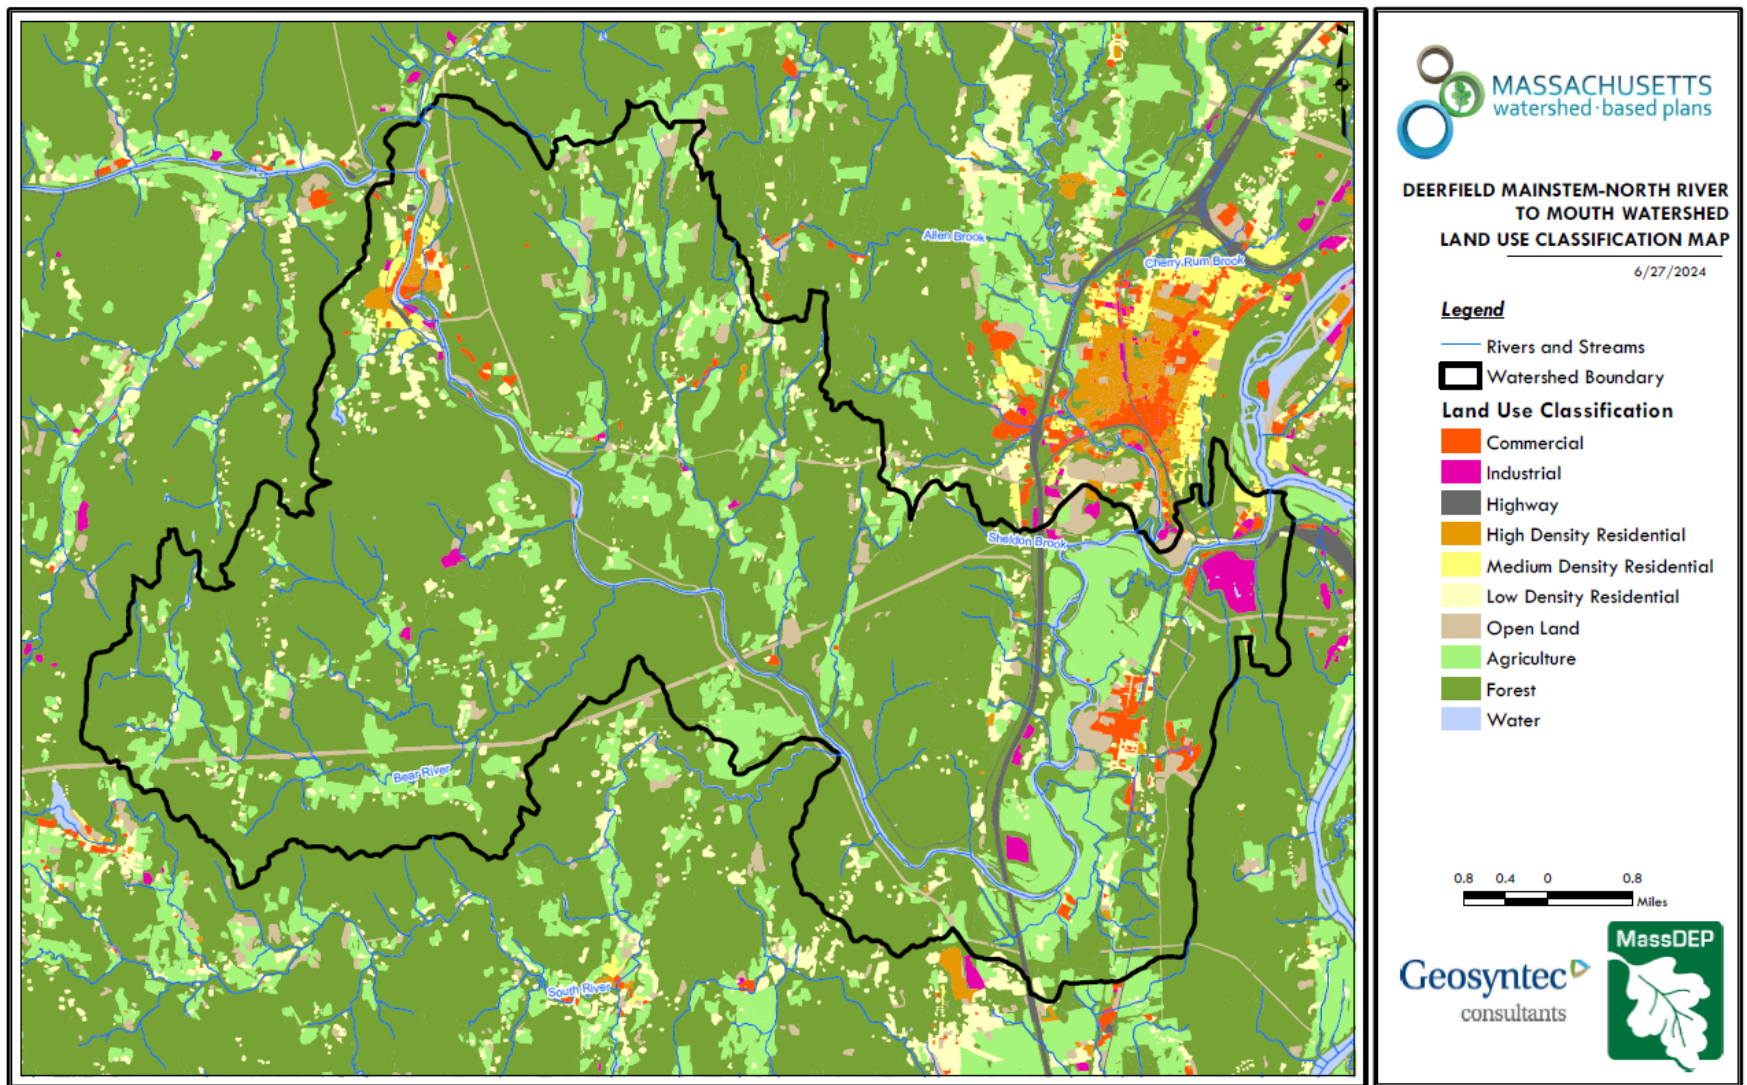 MASSACHUSETTS
watershed·based plans
DEERFIELD MAINSTEM-NORTH RIVER
TO MOUTH WATERSHED
LAND USE CLASSIFICATION MAP
6/27/2024
Legend
Rivers and Streams
Watershed Boundary
Land Use Classification
Commercial
Industrial
Highway
High Density Residential
Medium Density Residential
Low Density Residential
Open Land
Agriculture
Forest
Water
0.8 0.4 0 0.8
Miles
Geosyntec
consultants
MassDEP
Allen Brook
Cherry Rum Brook
Sheldon Brook
Bear River
South River